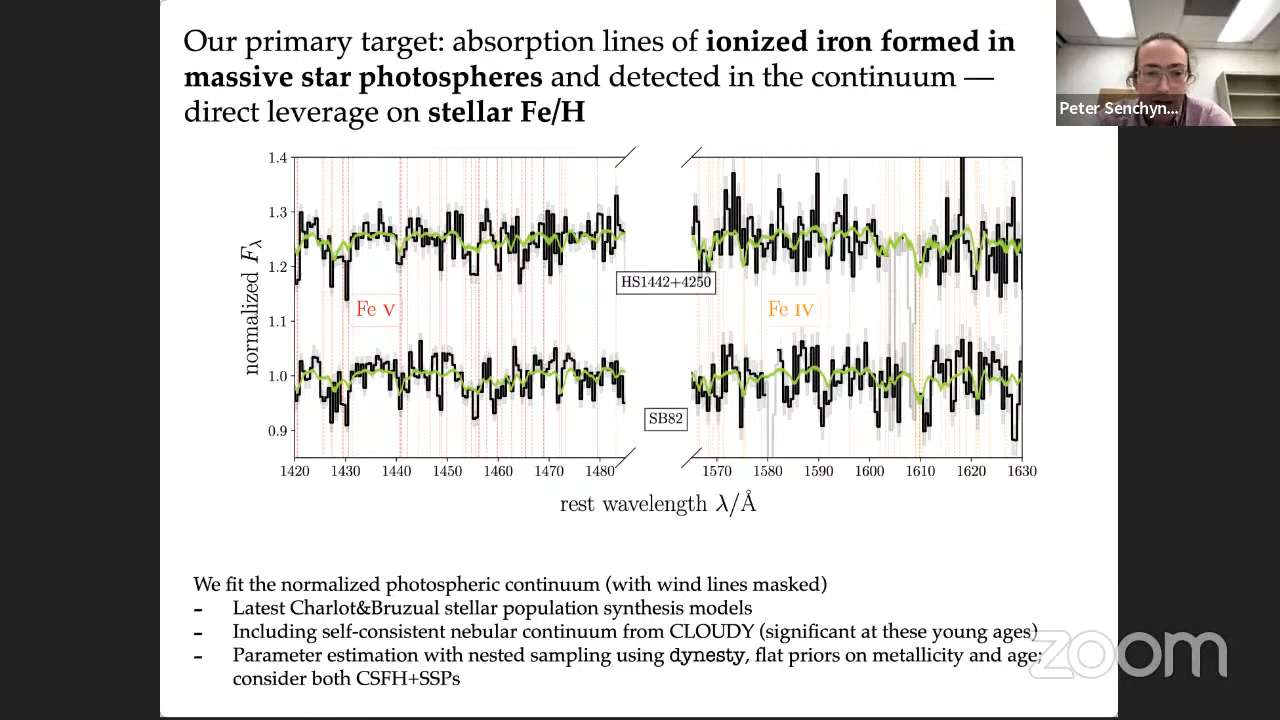 Our primary target: absorption lines of ionized iron formed in
massive star photospheres and detected in the continuum —
direct leverage on stellar Fe/H
Peter Senchyn...
1.4
1.3
1.2
1.1
1.0
0.9
normalized Fλ
HS1442+4250
Fe V
Fe IV
SB82
1420 1430 1440 1450 1460 1470 1480 1570 1580 1590 1600 1610 1620 1630
rest wavelength λ/Å
We fit the normalized photospheric continuum (with wind lines masked)
- Latest Charlot&Bruzual stellar population synthesis models
- Including self-consistent nebular continuum from CLOUDY (significant at these young ages)
- Parameter estimation with nested sampling using dynesty, flat priors on metallicity and age;
consider both CSFH+SSPs
zoom